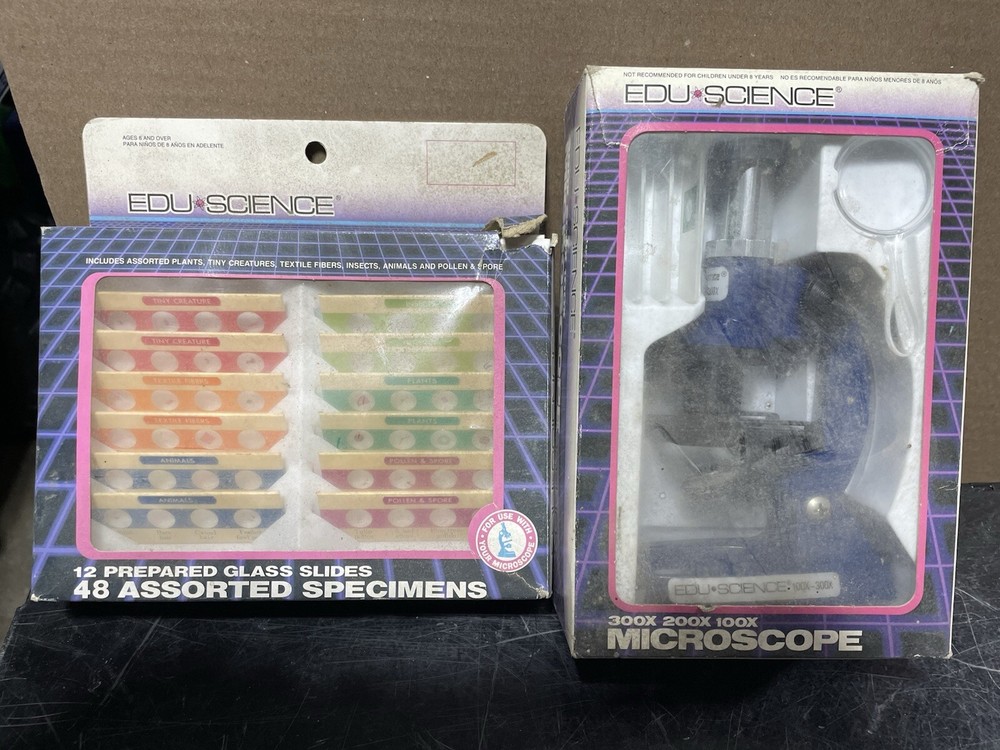 AGES 8 AND OVER
PARA NIÑOS DE 8 AÑOS EN ADELANTE
EDU SCIENCE®
INCLUDES ASSORTED PLANTS, TINY CREATURES, TEXTILE FIBERS, INSECTS, ANIMALS AND POLLEN & SPORE
TINY CREATURE
TINY CREATURE
TEXTILE FIBERS
TEXTILE FIBERS
ANIMALS
ANIMALS
PLANTS
PLANTS
POLLEN & SPORE
POLLEN & SPORE
FOR USE WITH
YOUR MICROSCOPE
12 PREPARED GLASS SLIDES
48 ASSORTED SPECIMENS
NOT RECOMMENDED FOR CHILDREN UNDER 8 YEARS NO ES RECOMENDABLE PARA NIÑOS MENORES DE 8 AÑOS
EDU SCIENCE®
EDU SCIENCE 100X-300X
300X 200X 100X
MICROSCOPE